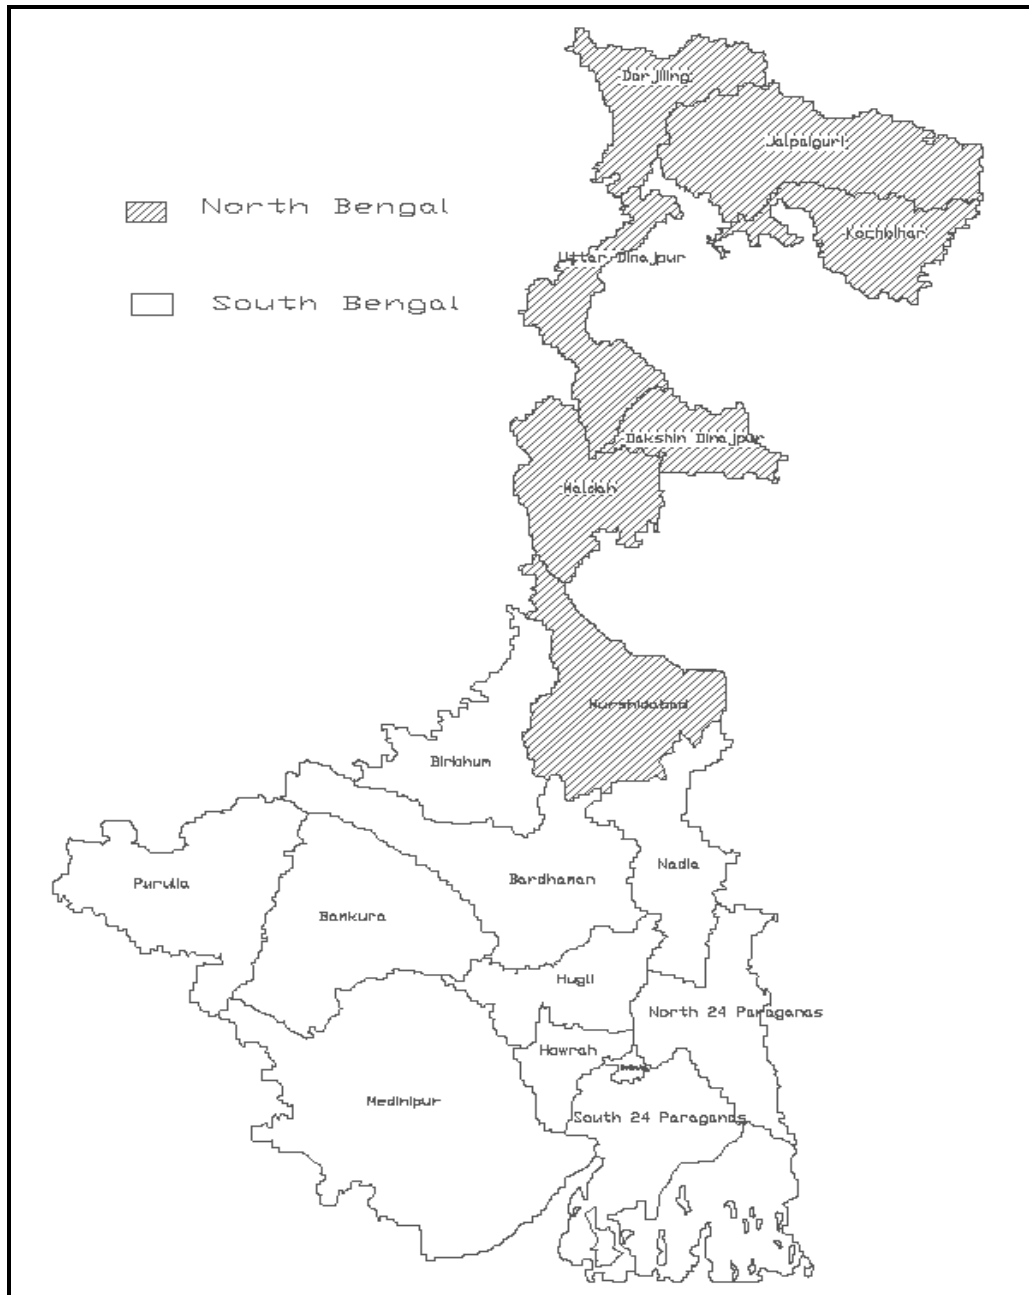 Darjiling
Jalpaiguri
North Bengal
Kochbihar
Uttar Dinajpur
South Bengal
Dakshin Dinajpur
Maldah
Murshidabad
Birbhum
Nadia
Bardhaman
Purulia
Bankura
Hugli
North 24 Paraganas
Howrah
Medinipur
South 24 Paraganas